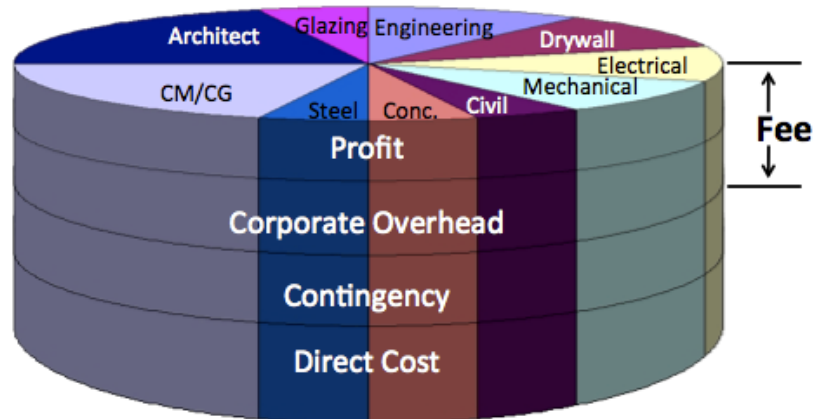 Glazing
Engineering
Architect
Drywall
Electrical
CM/CG
Mechanical
Steel
Conc.
Civil
Fee
Profit
Corporate Overhead
Contingency
Direct Cost